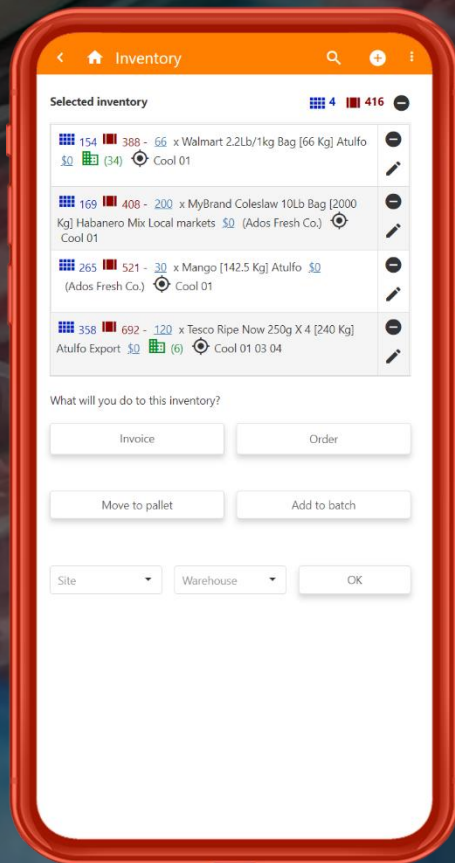 Inventory
Selected inventory 4 416
154 388 - 66 x Walmart 2.2Lb/1kg Bag [66 Kg] Atulfo
$0 (34) Cool 01
169 408 - 200 x MyBrand Coleslaw 10Lb Bag [2000
Kg] Habanero Mix Local markets $0 (Ados Fresh Co.)
Cool 01
265 521 - 30 x Mango [142.5 Kg] Atulfo $0
(Ados Fresh Co.) Cool 01
358 692 - 120 x Tesco Ripe Now 250g X 4 [240 Kg]
Atulfo Export $0 (6) Cool 01 03 04
What will you do to this inventory?
Invoice Order
Move to pallet Add to batch
Site Warehouse OK